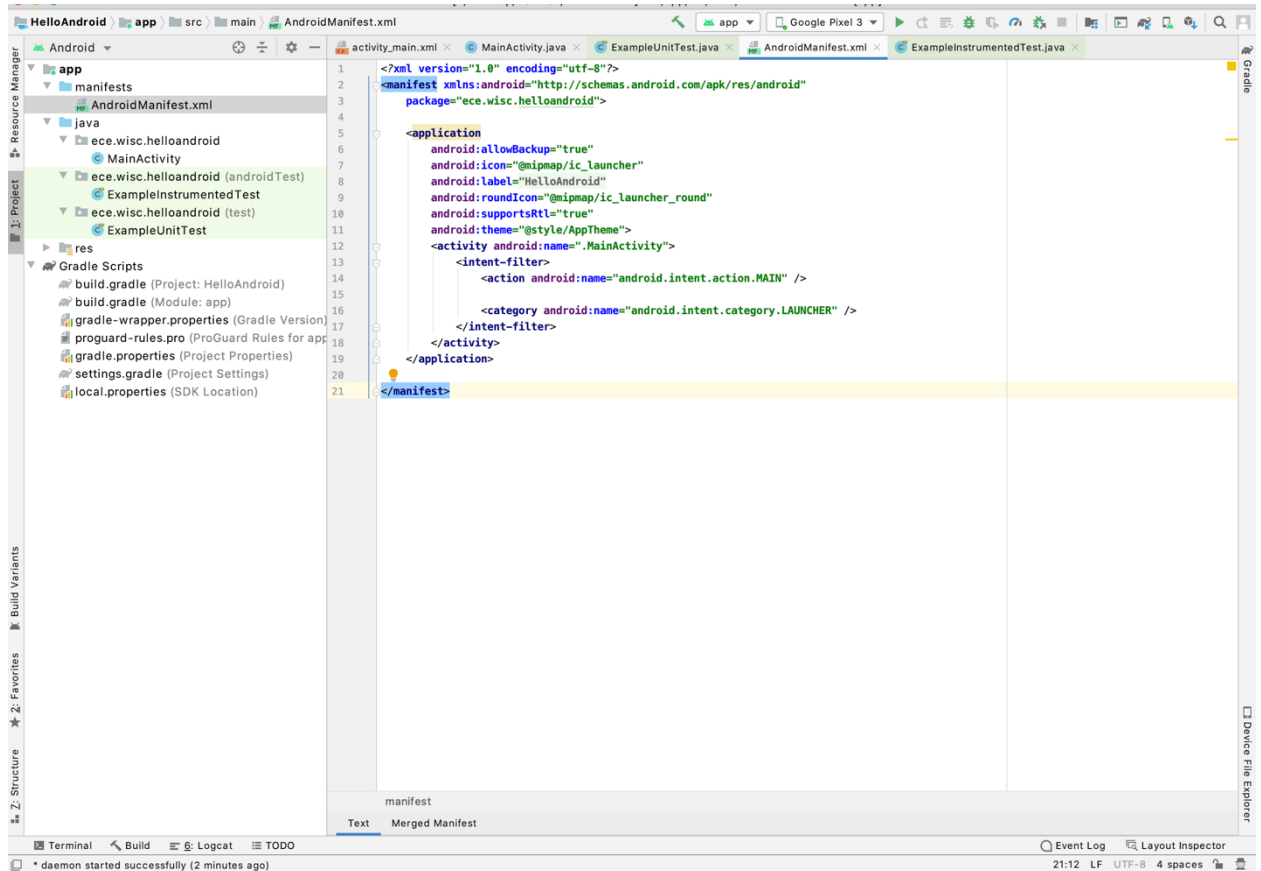 HelloAndroid app src main AndroidManifest.xml app Google Pixel 3
Android
activity_main.xml MainActivity.java ExampleUnitTest.java AndroidManifest.xml ExampleInstrumentedTest.java
Resource Manager
1: Project
Build Variants
2: Favorites
Z: Structure
app
manifests
AndroidManifest.xml
java
ece.wisc.helloandroid
MainActivity
ece.wisc.helloandroid (androidTest)
ExampleInstrumentedTest
ece.wisc.helloandroid (test)
ExampleUnitTest
res
Gradle Scripts
build.gradle (Project: HelloAndroid)
build.gradle (Module: app)
gradle-wrapper.properties (Gradle Version)
proguard-rules.pro (ProGuard Rules for app
gradle.properties (Project Properties)
settings.gradle (Project Settings)
local.properties (SDK Location)
1 <?xml version="1.0" encoding="utf-8"?>
2 <manifest xmlns:android="http://schemas.android.com/apk/res/android"
3 package="ece.wisc.helloandroid">
4
5 <application
6 android:allowBackup="true"
7 android:icon="@mipmap/ic_launcher"
8 android:label="HelloAndroid"
9 android:roundIcon="@mipmap/ic_launcher_round"
10 android:supportsRtl="true"
11 android:theme="@style/AppTheme">
12 <activity android:name=".MainActivity">
13 <intent-filter>
14 <action android:name="android.intent.action.MAIN" />
15
16 <category android:name="android.intent.category.LAUNCHER" />
17 </intent-filter>
18 </activity>
19 </application>
20
21 </manifest>
Gradle
Device File Explorer
manifest
Text Merged Manifest
Terminal Build 6: Logcat TODO Event Log Layout Inspector
* daemon started successfully (2 minutes ago) 21:12 LF UTF-8 4 spaces